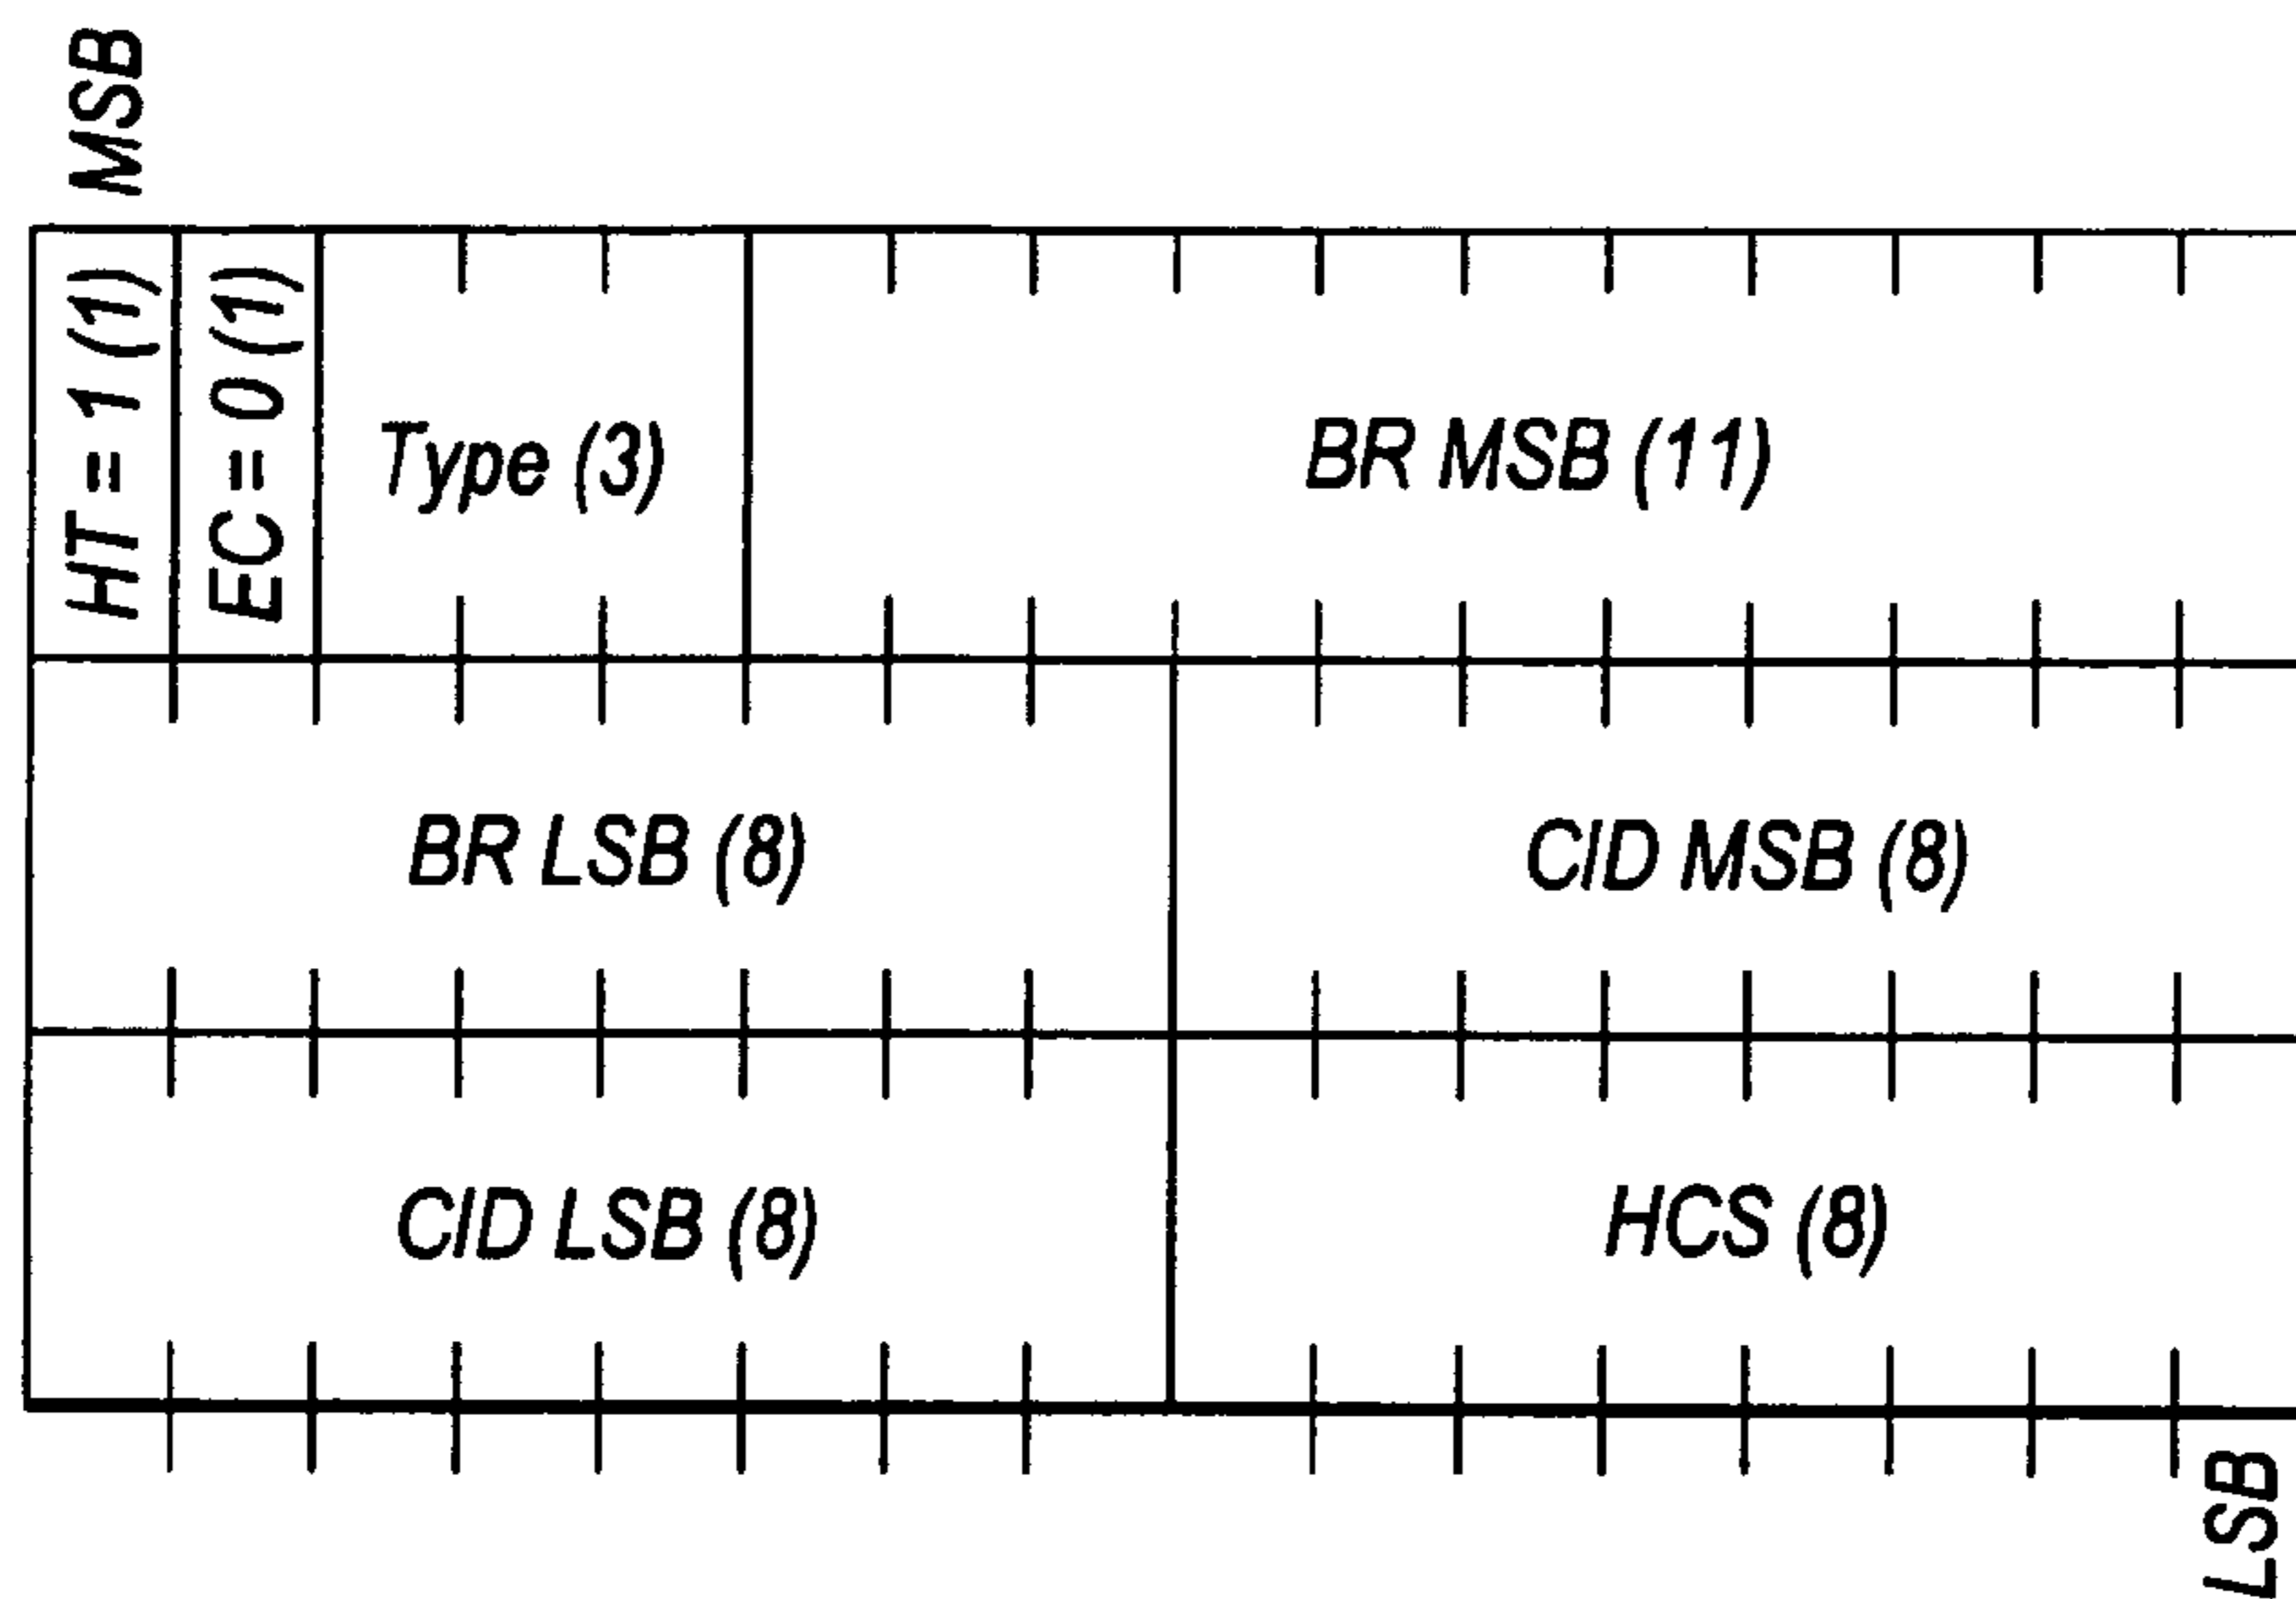 MSB
HT = 1 (1)
EC = 0 (1)
Type (3)
BR MSB (11)
BR LSB (8)
CID MSB (8)
CID LSB (8)
HCS (8)
LSB